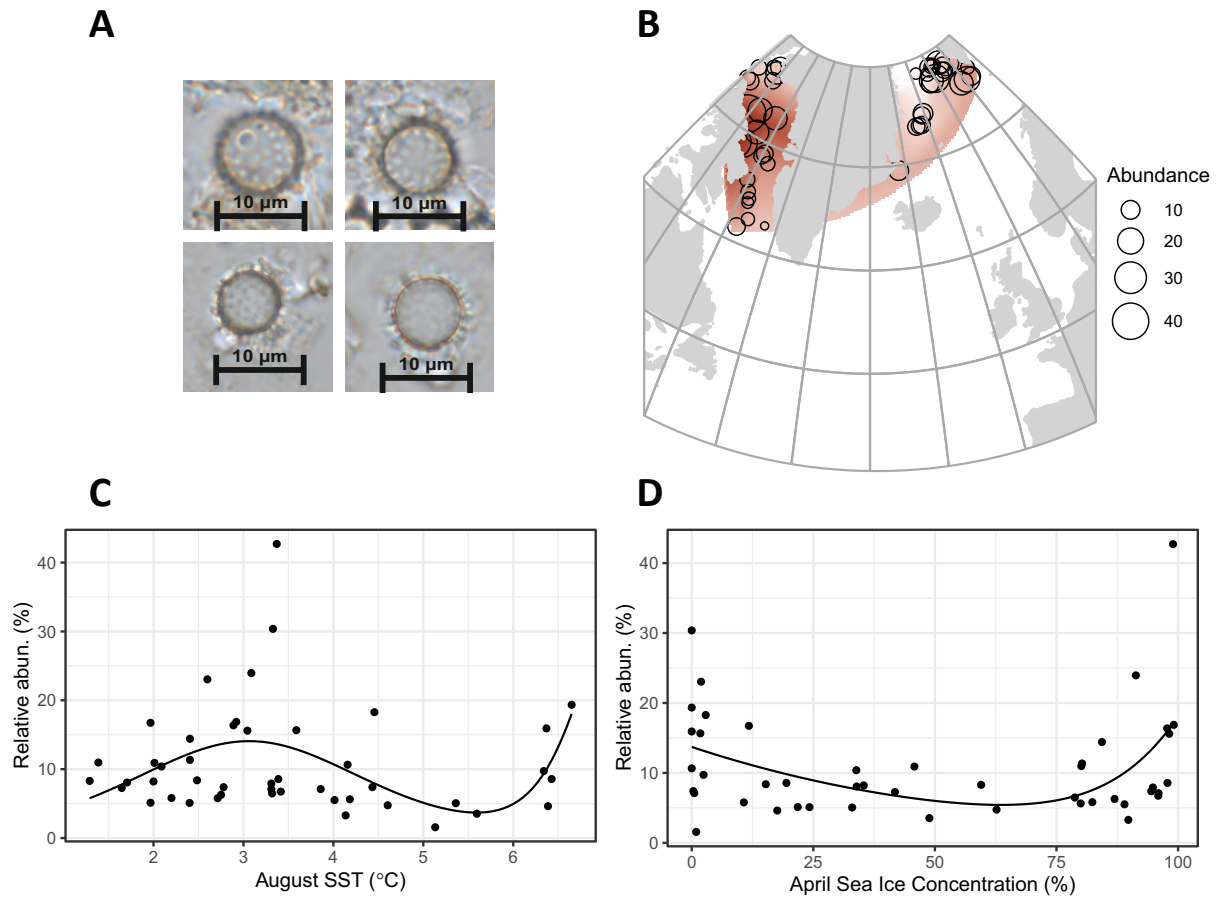 A
B
10 µm
10 µm
10 µm
10 µm
Abundance
10
20
30
40
C
D
Relative abun. (%)
40
30
20
10
0
2
3
4
5
6
August SST (°C)
Relative abun. (%)
40
30
20
10
0
0
25
50
75
100
April Sea Ice Concentration (%)